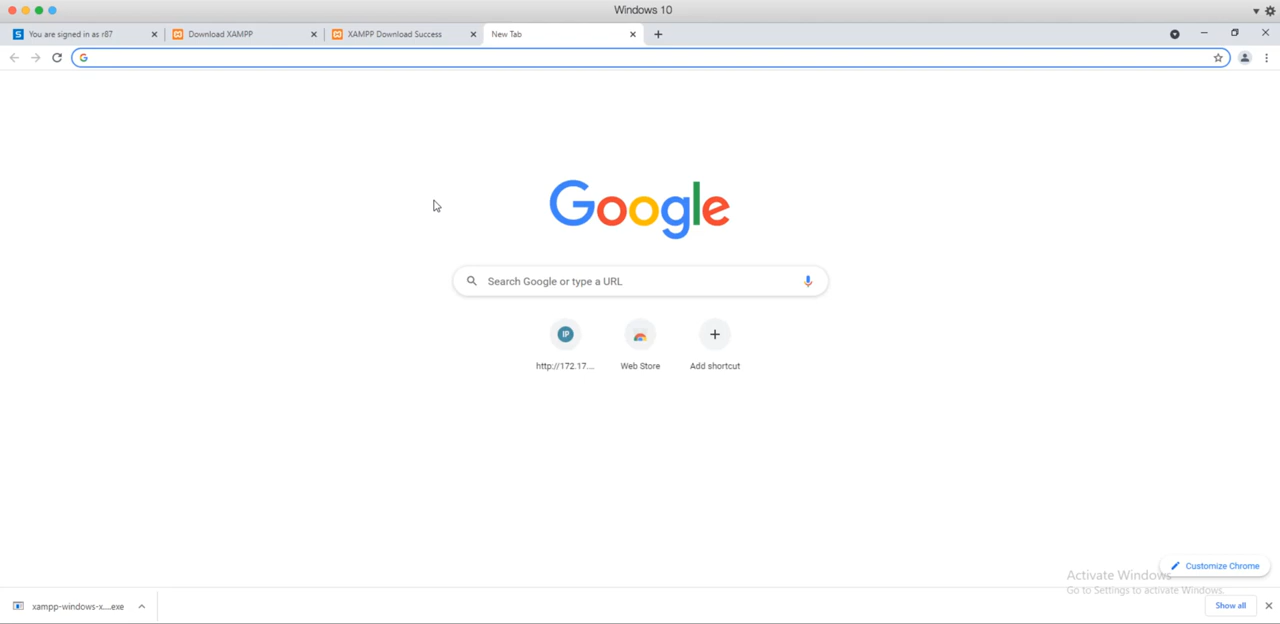 Windows 10
S You are signed in as r87
Download XAMPP
XAMPP Download Success
New Tab
Google
Search Google or type a URL
IP
http://172.17...
Web Store
Add shortcut
Customize Chrome
Activate Windows
Go to Settings to activate Windows.
xampp-windows-x....exe
Show all